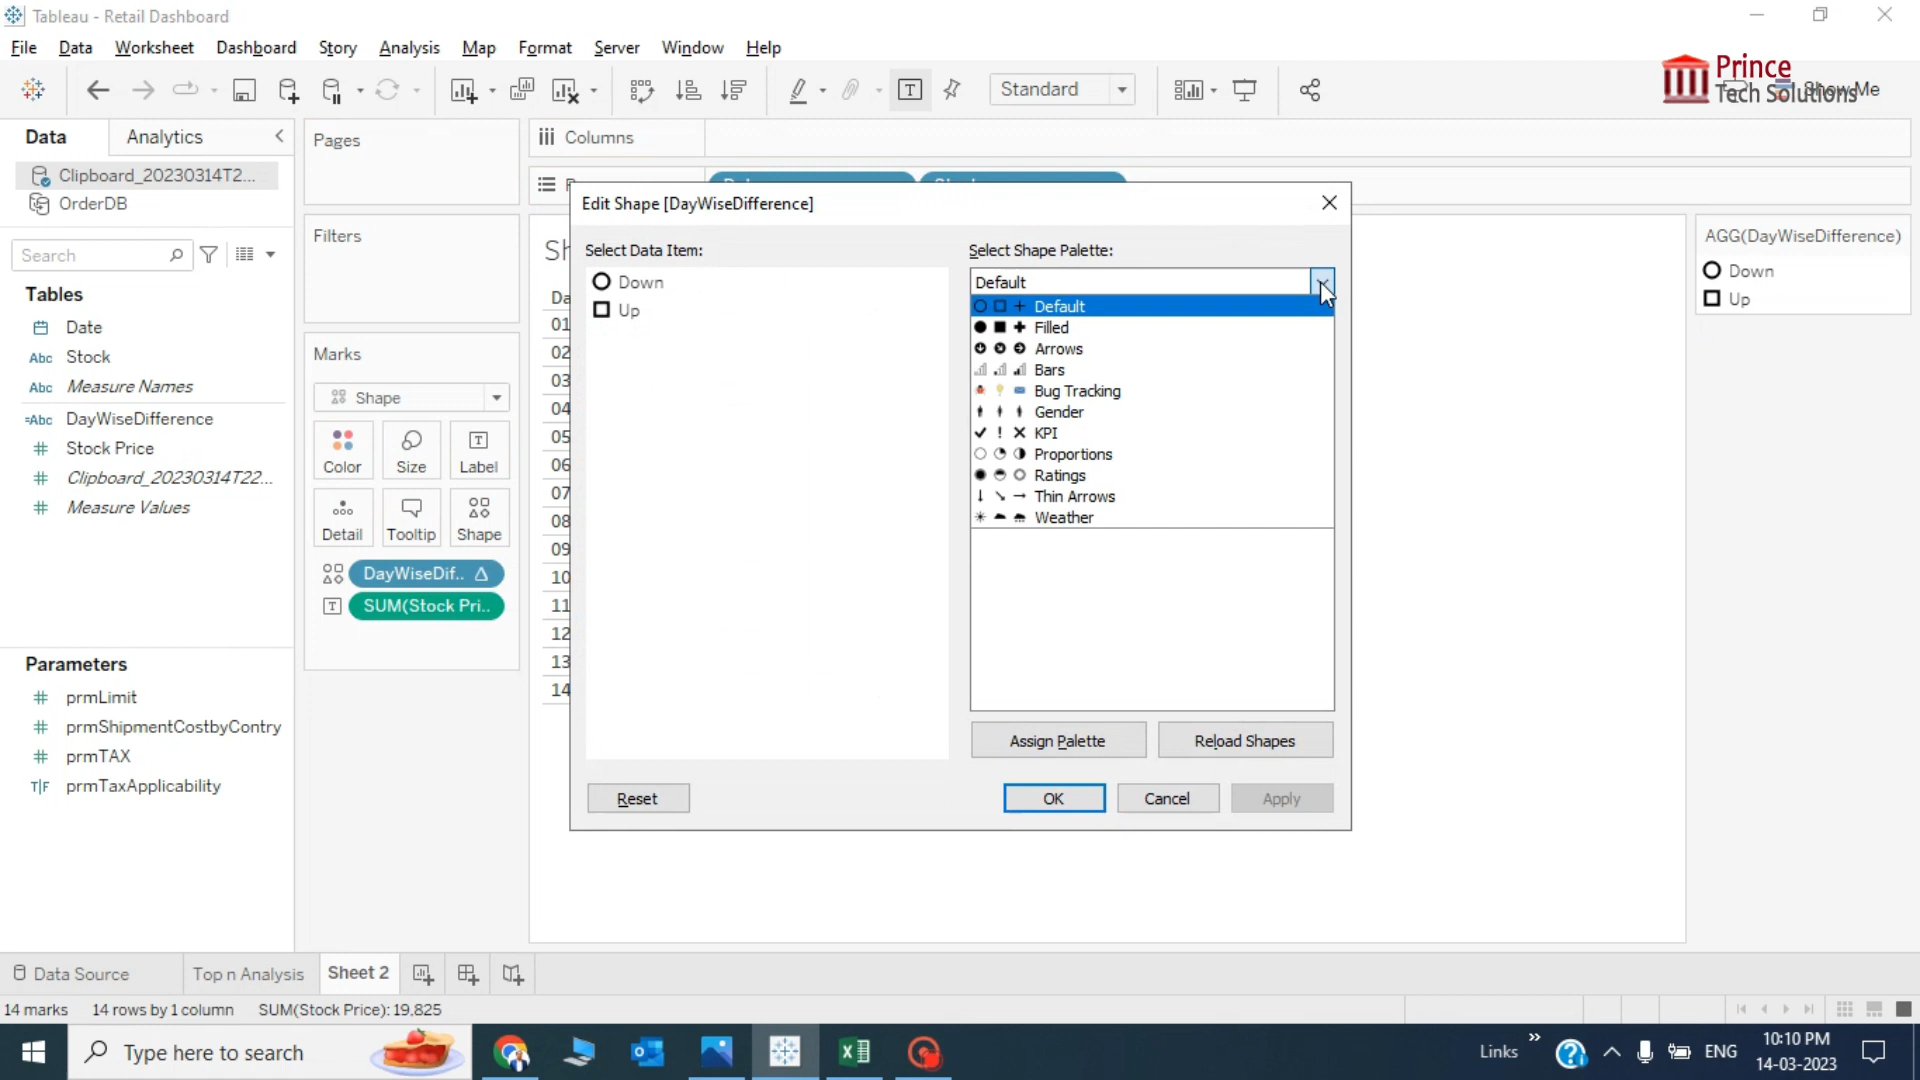 Tableau - Retail Dashboard
File Data Worksheet Dashboard Story Analysis Map Format Server Window Help
Prince
Tech Solutions
Standard
Show Me
Data Analytics
Pages
Columns
Clipboard_20230314T2...
OrderDB
Edit Shape [DayWiseDifference]
Filters
AGG(DayWiseDifference)
Down
Up
Search
Select Data Item:
Down
Up
Select Shape Palette:
Default
Default
Filled
Arrows
Bars
Bug Tracking
Gender
KPI
Proportions
Ratings
Thin Arrows
Weather
Assign Palette
Reload Shapes
Reset
OK
Cancel
Apply
Tables
Date
Abc Stock
Abc Measure Names
=Abc DayWiseDifference
# Stock Price
# Clipboard_20230314T22...
# Measure Values
Marks
Shape
Color
Size
Label
Detail
Tooltip
Shape
DayWiseDif.. Δ
SUM(Stock Pri..
01
02
03
04
05
06
07
08
09
10
11
12
13
14
Parameters
# prmLimit
# prmShipmentCostbyContry
# prmTAX
T|F prmTaxApplicability
Data Source
Top n Analysis
Sheet 2
14 marks 14 rows by 1 column SUM(Stock Price): 19,825
Type here to search
Links
ENG
10:10 PM
14-03-2023